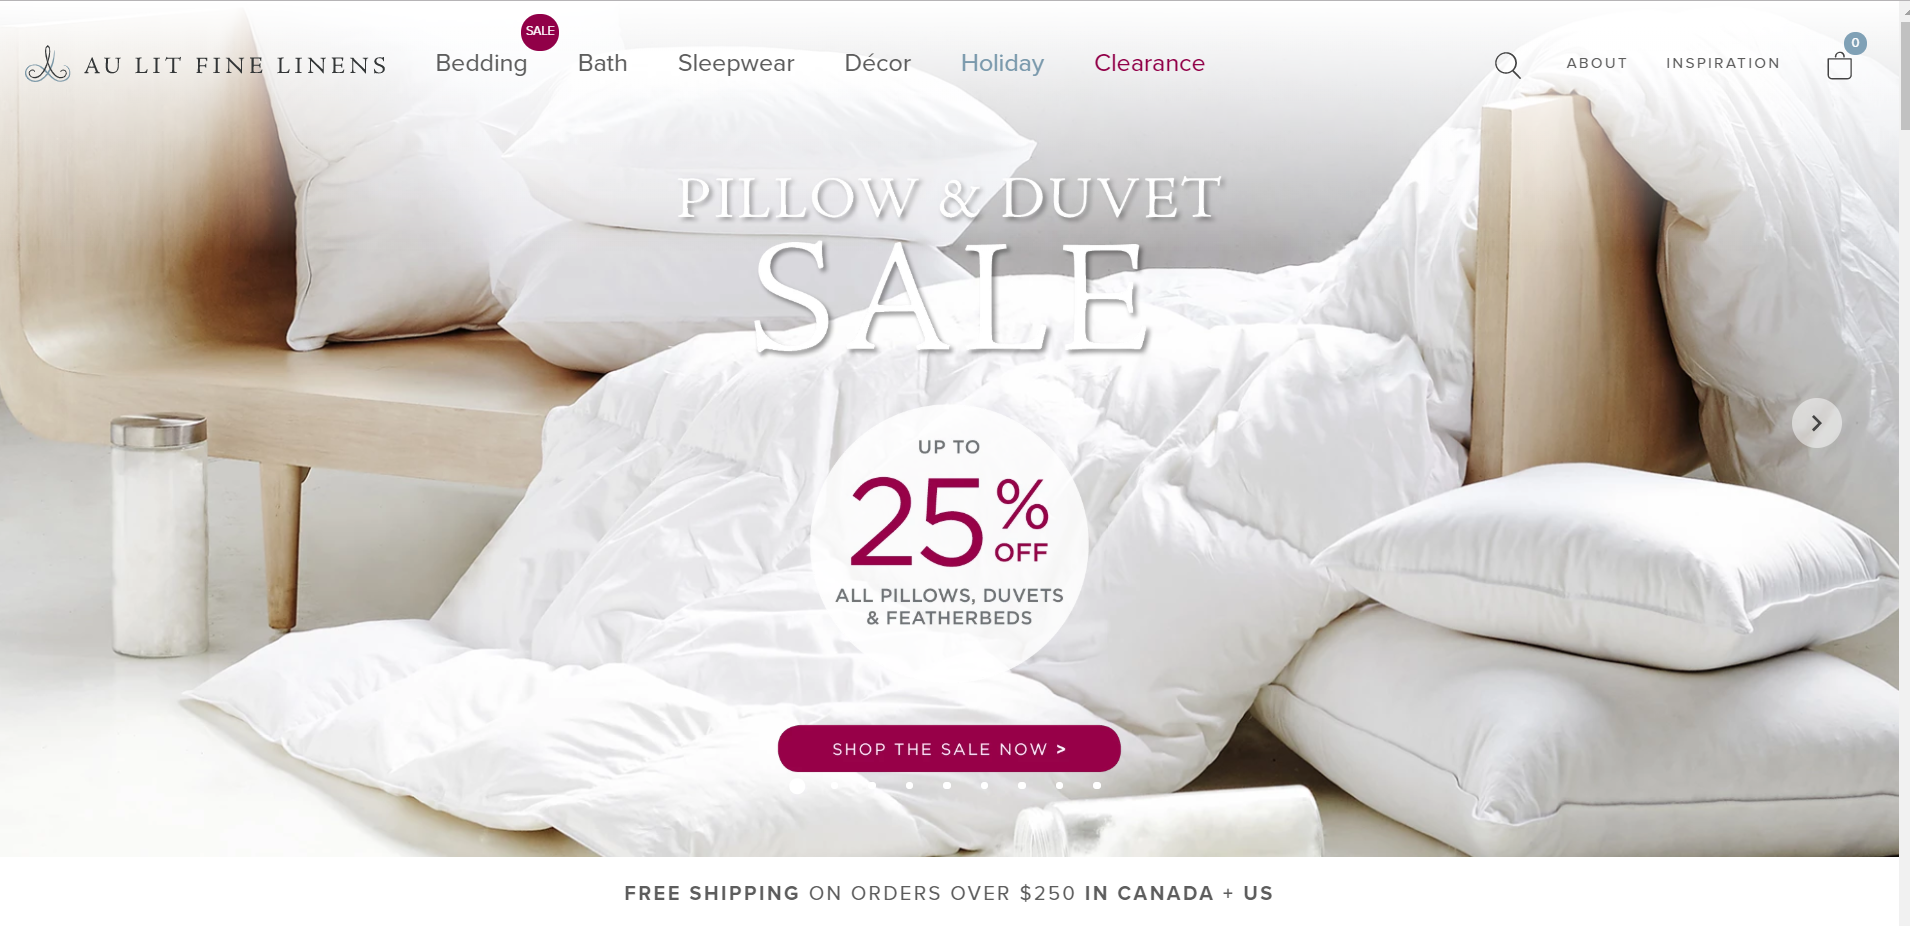 AU LIT FINE LINENS
Bedding
SALE
Bath
Sleepwear
Décor
Holiday
Clearance
ABOUT
INSPIRATION
0
PILLOW & DUVET
SALE
UP TO
25%
OFF
ALL PILLOWS, DUVETS
& FEATHERBEDS
SHOP THE SALE NOW >
FREE SHIPPING ON ORDERS OVER $250 IN CANADA + US